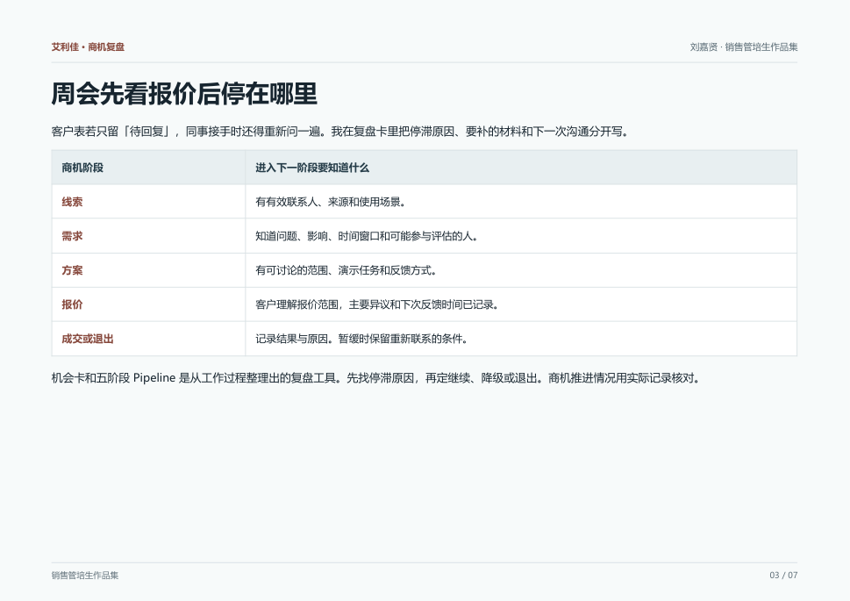 艾利佳 · 商机复盘
刘嘉贤 · 销售管培生作品集
周会先看报价后停在哪里
客户表若只留「待回复」，同事接手时还得重新问一遍。我在复盘卡里把停滞原因、要补的材料和下一次沟通分开写。
商机阶段 进入下一阶段要知道什么
线索 有有效联系人、来源和使用场景。
需求 知道问题、影响、时间窗口和可能参与评估的人。
方案 有可讨论的范围、演示任务和反馈方式。
报价 客户理解报价范围，主要异议和下次反馈时间已记录。
成交或退出 记录结果与原因。暂缓时保留重新联系的条件。
机会卡和五阶段 Pipeline 是从工作过程整理出的复盘工具。先找停滞原因，再定继续、降级或退出。商机推进情况用实际记录核对。
销售管培生作品集
03 / 07